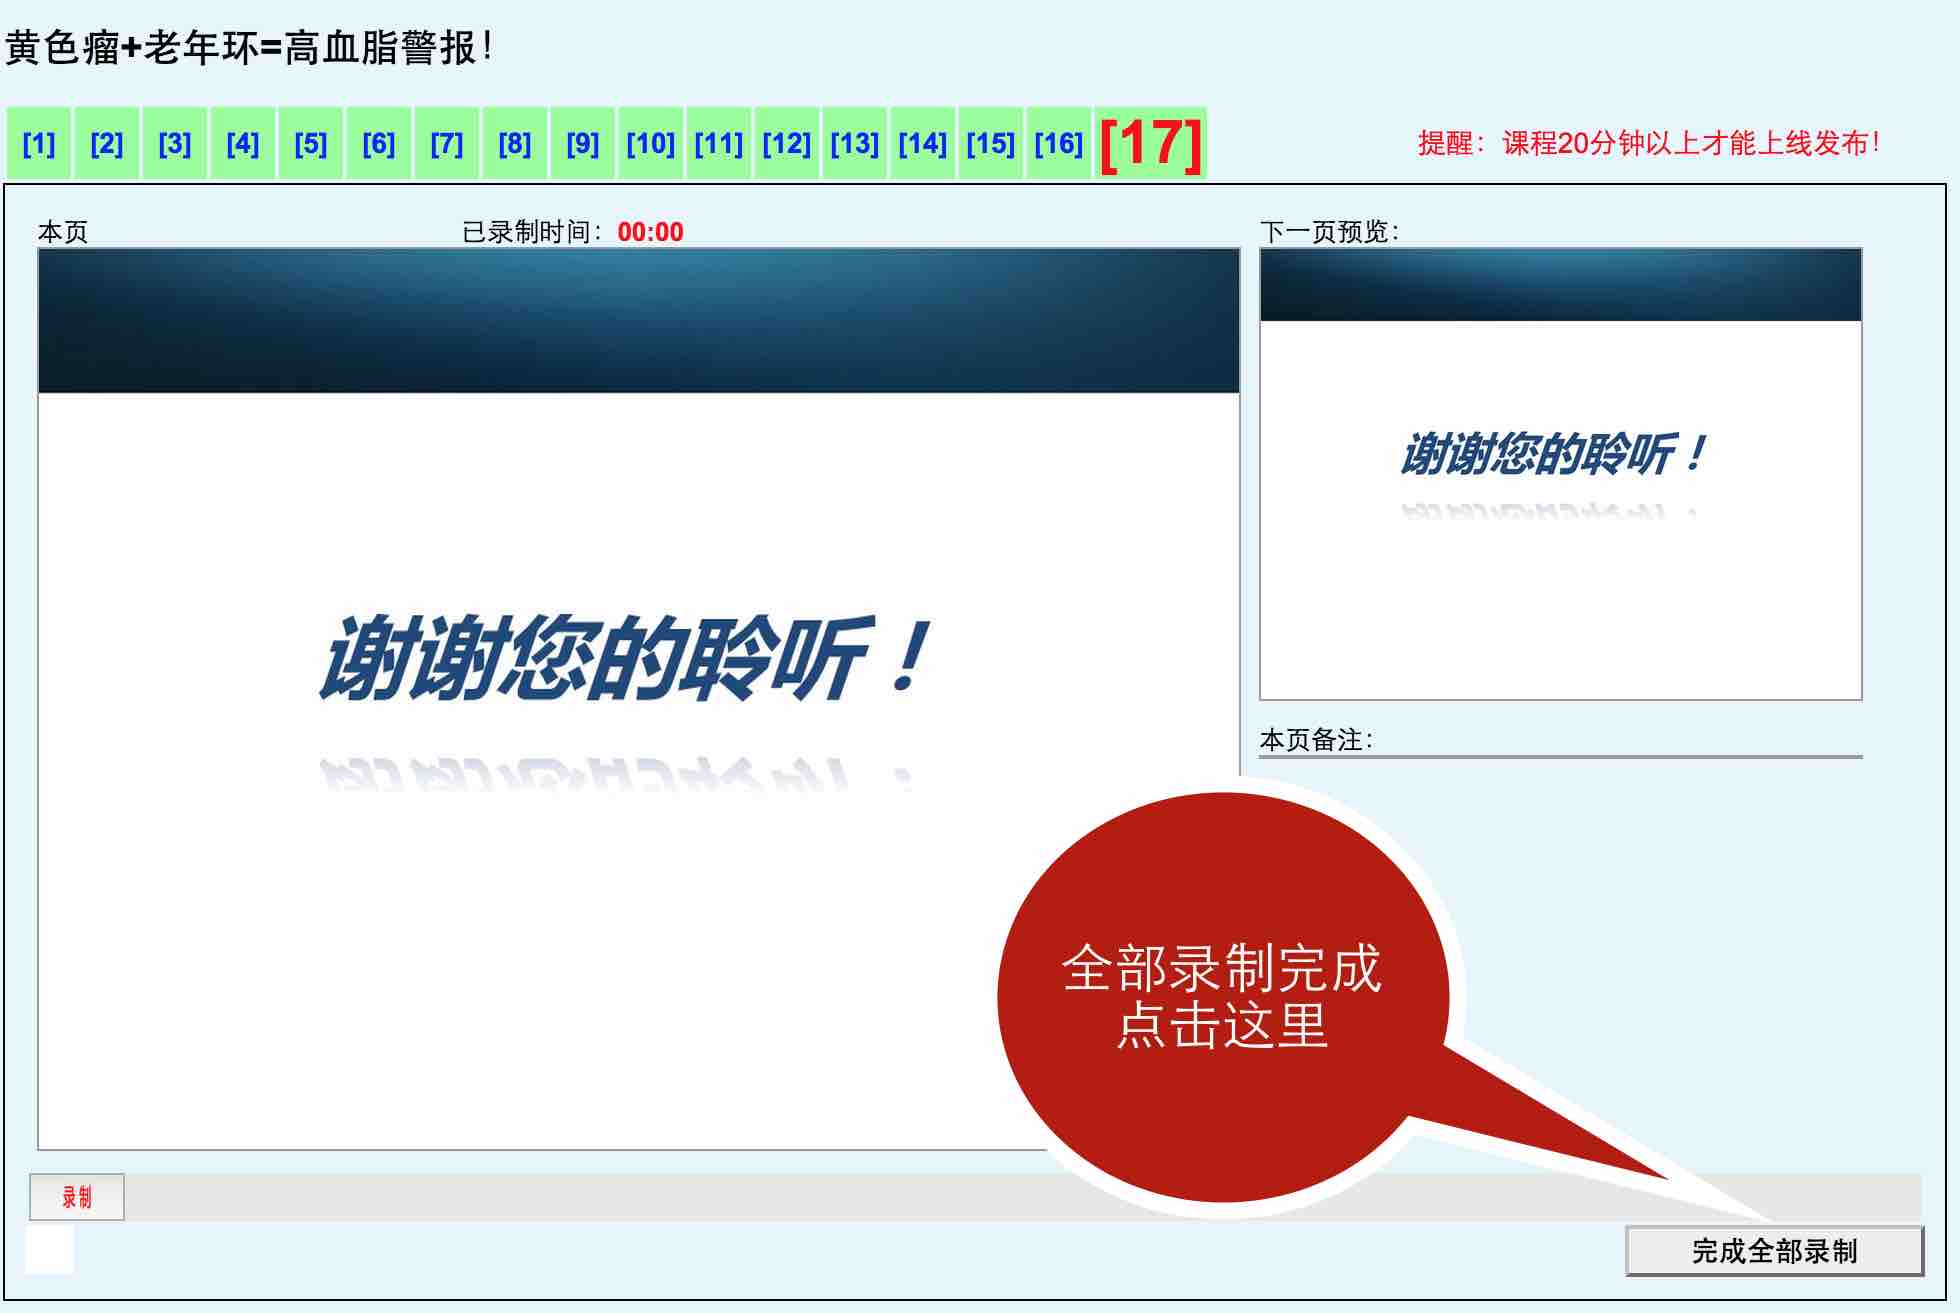 黄色瘤+老年环=高血脂警报！
[1] [2] [3] [4] [5] [6] [7] [8] [9] [10] [11] [12] [13] [14] [15] [16] [17]
提醒：课程20分钟以上才能上线发布！
本页
已录制时间：00:00
谢谢您的聆听！
下一页预览：
谢谢您的聆听！
本页备注：
全部录制完成
点击这里
录制
完成全部录制